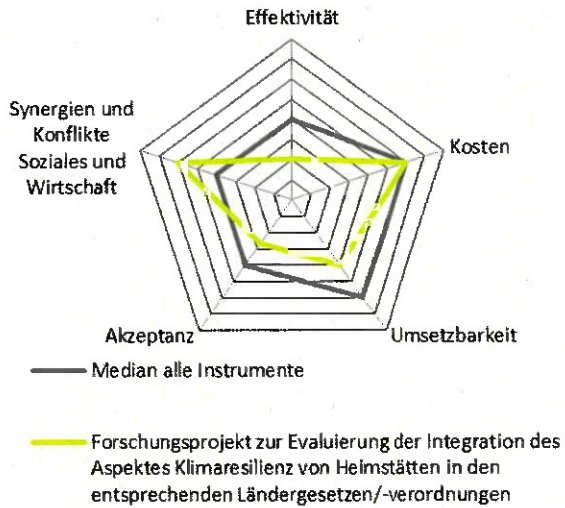 Effektivität
Synergien und
Konflikte
Soziales und
Wirtschaft
Kosten
Akzeptanz
Umsetzbarkeit
Median alle Instrumente
Forschungsprojekt zur Evaluierung der Integration des
Aspektes Klimaresilienz von Heimstätten in den
entsprechenden Ländergesetzen/-verordnungen